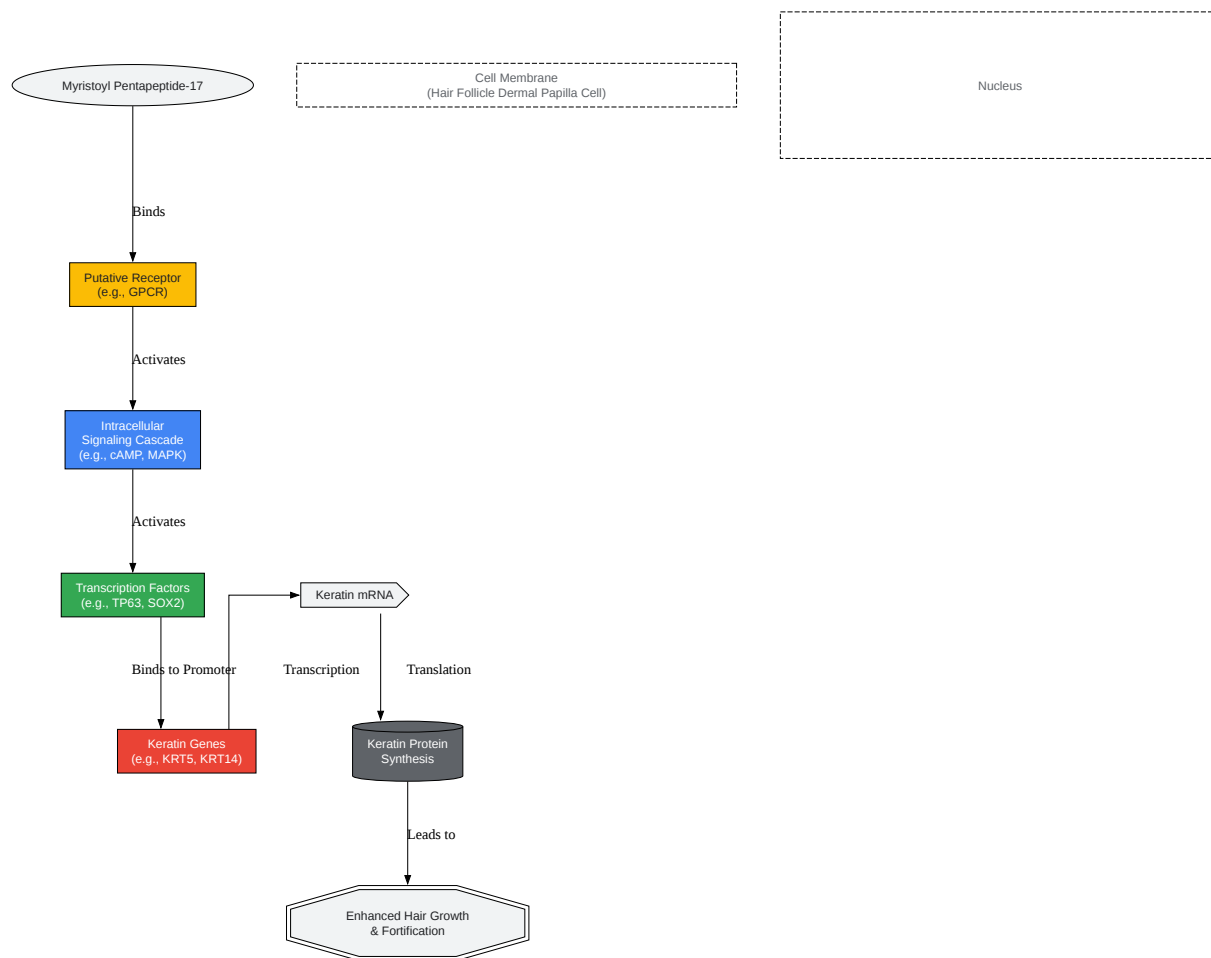 Myristoyl Pentapeptide-17
Cell Membrane
(Hair Follicle Dermal Papilla Cell)
Nucleus
Binds
Putative Receptor
(e.g., GPCR)
Activates
Intracellular
Signaling Cascade
(e.g., cAMP, MAPK)
Activates
Transcription Factors
(e.g., TP63, SOX2)
Keratin mRNA
Binds to Promoter
Transcription
Translation
Keratin Genes
(e.g., KRT5, KRT14)
Keratin Protein
Synthesis
Leads to
Enhanced Hair Growth
& Fortification